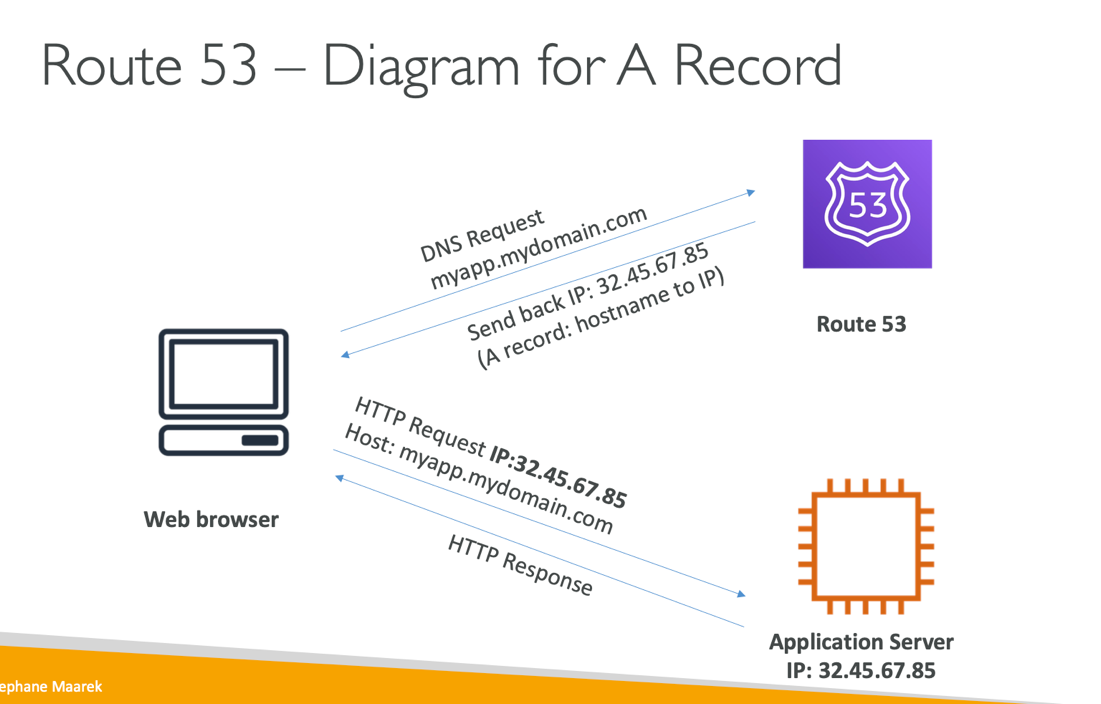 Route 53 – Diagram for A Record
53
DNS Request
myapp.mydomain.com
Send back IP: 32.45.67.85
(A record: hostname to IP)
Route 53
HTTP Request IP:32.45.67.85
Host: myapp.mydomain.com
Web browser
HTTP Response
Application Server
IP: 32.45.67.85
ephane Maarek